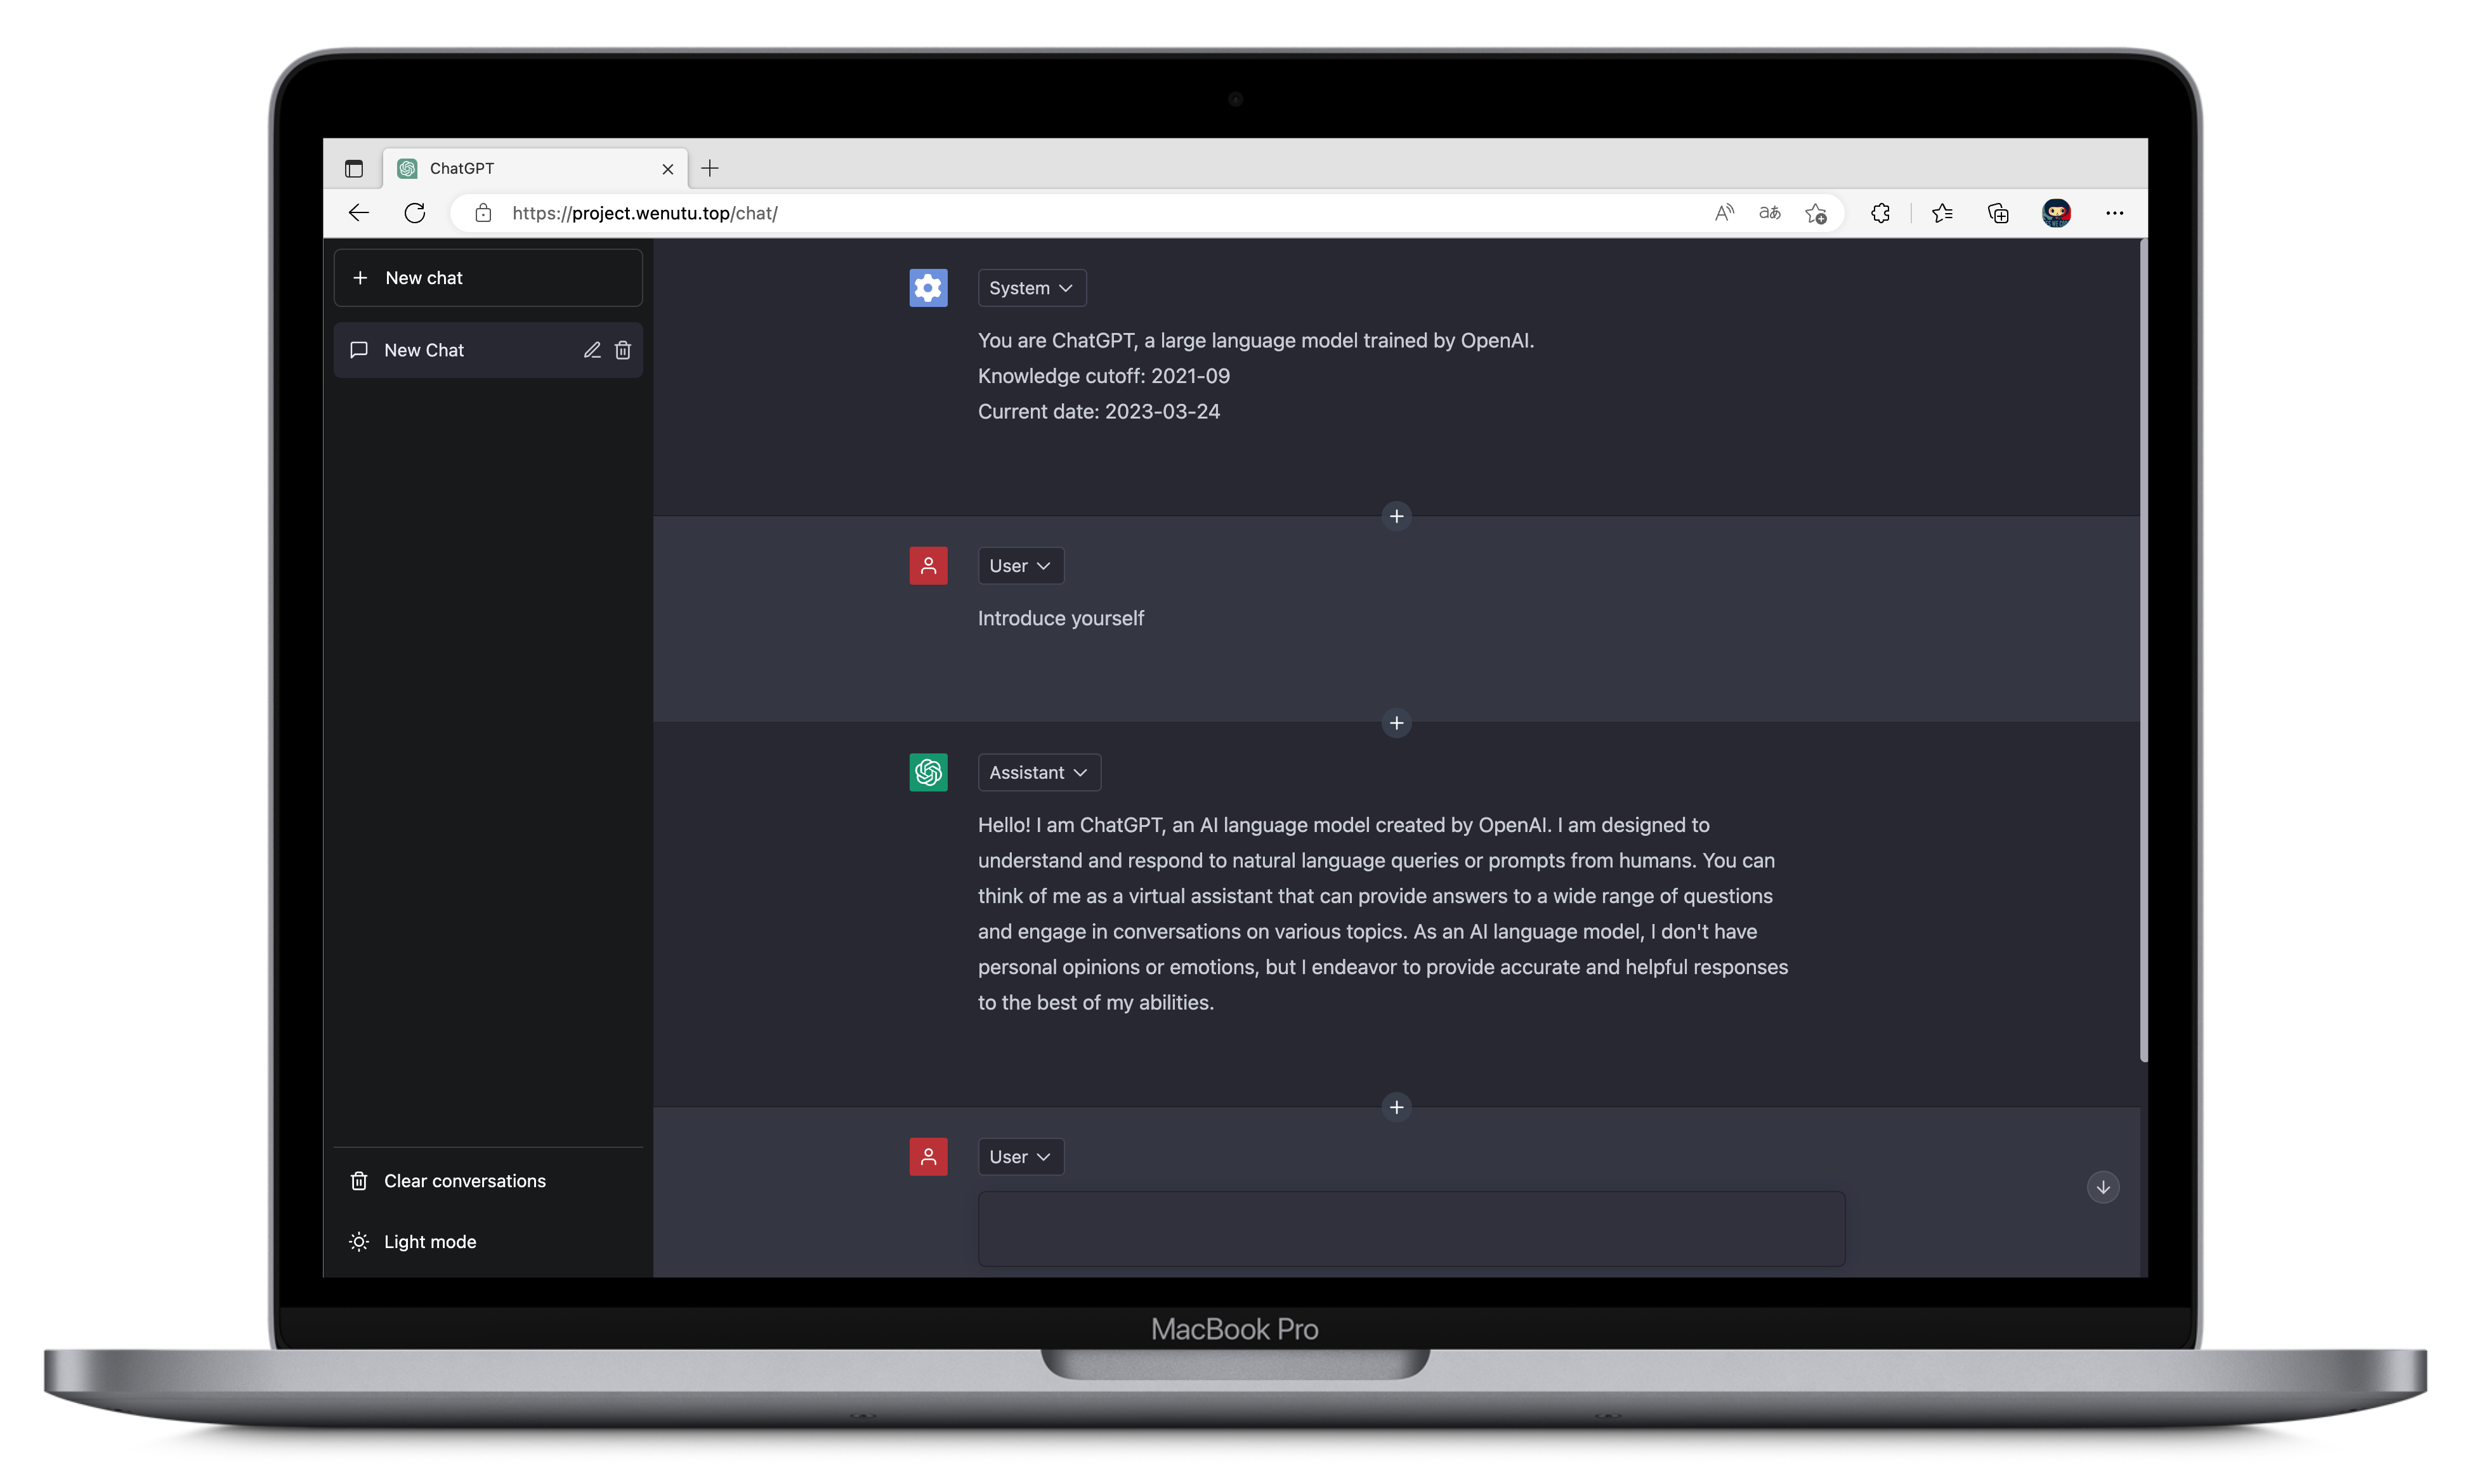 ChatGPT
https://project.wenutu.top/chat/
New chat
New Chat
Clear conversations
Light mode
System
You are ChatGPT, a large language model trained by OpenAI.
Knowledge cutoff: 2021-09
Current date: 2023-03-24
User
Introduce yourself
Assistant
Hello! I am ChatGPT, an AI language model created by OpenAI. I am designed to
understand and respond to natural language queries or prompts from humans. You can
think of me as a virtual assistant that can provide answers to a wide range of questions
and engage in conversations on various topics. As an AI language model, I don't have
personal opinions or emotions, but I endeavor to provide accurate and helpful responses
to the best of my abilities.
User
MacBook Pro